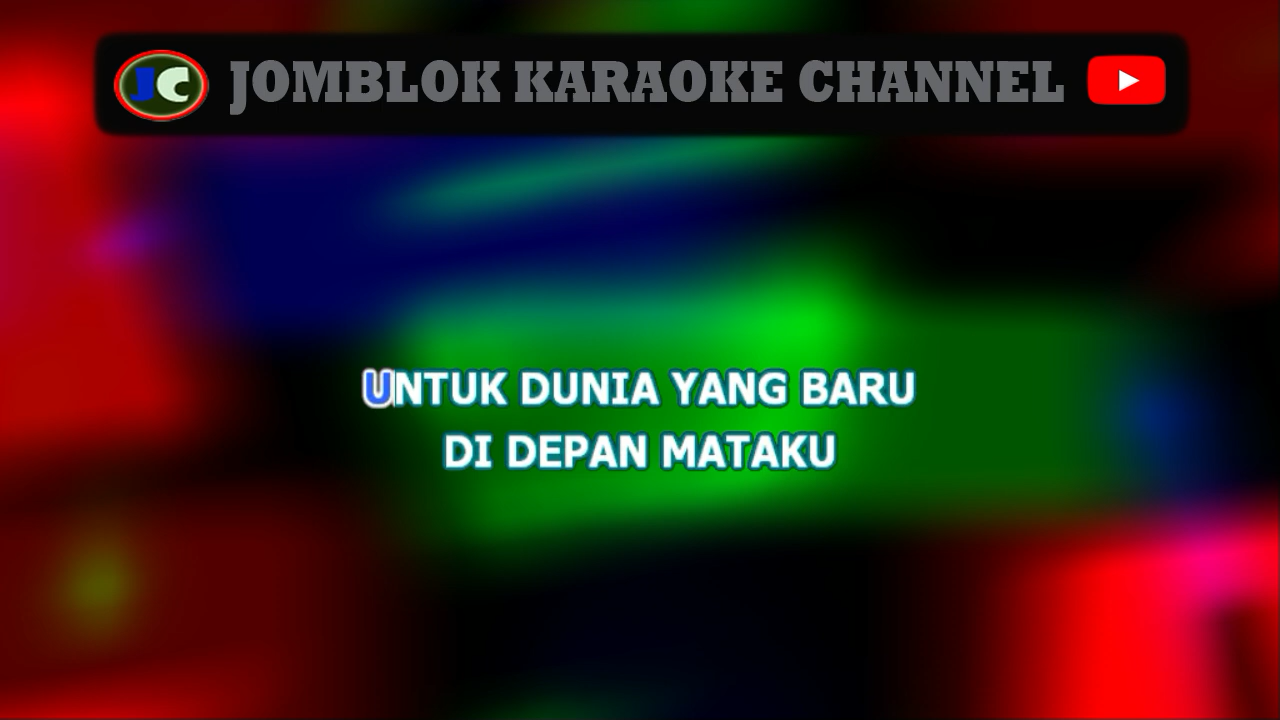 JC JOMBLOK KARAOKE CHANNEL
UNTUK DUNIA YANG BARU
DI DEPAN MATAKU